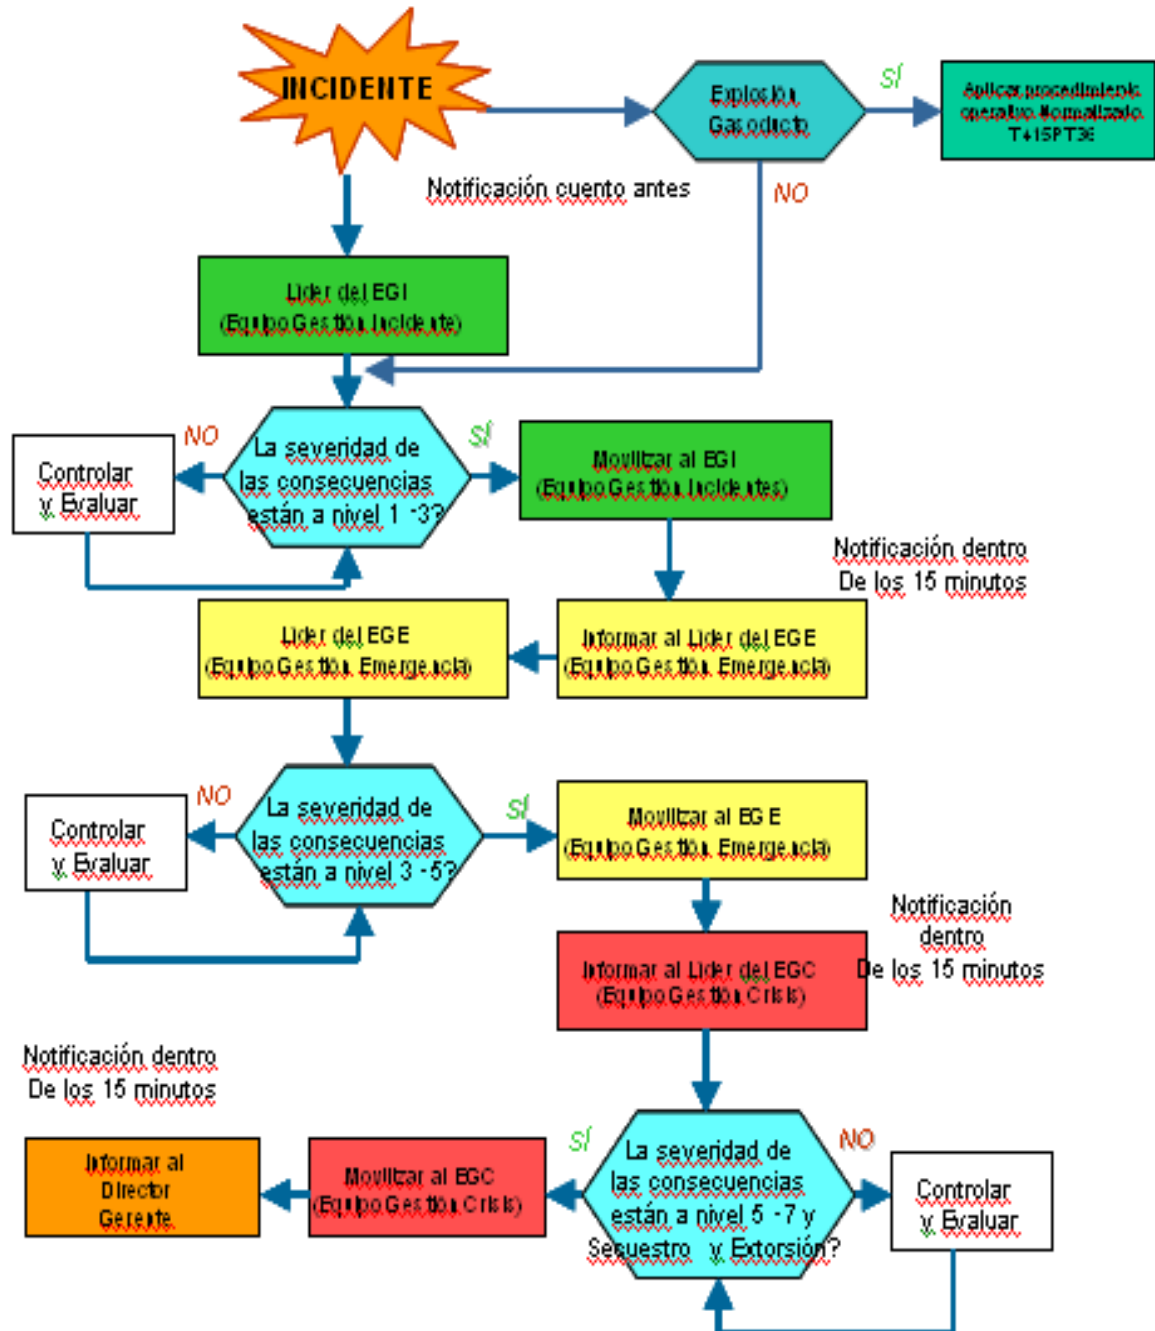 INCIDENTE
Explosión
Gasoducto
SÍ
Aplicar procedimiento
operativo Normalizado
T415PT36
NO
Notificación cuento antes
Líder del EGI
(Equipo Gestión Incidente)
NO
La severidad de
las consecuencias
están a nivel 1 -3?
SÍ
Controlar
y Evaluar
Movilizar al EGI
(Equipo Gestión Incidentes)
Notificación dentro
De los 15 minutos
Líder del EGE
(Equipo Gestión Emergencia)
Informar al Líder del EGE
(Equipo Gestión Emergencia)
NO
La severidad de
las consecuencias
están a nivel 3 -5?
SÍ
Controlar
y Evaluar
Movilizar al EGE
(Equipo Gestión Emergencia)
Notificación
dentro
De los 15 minutos
Informar al Líder del EGC
(Equipo Gestión Crisis)
Notificación dentro
De los 15 minutos
Informar al
Director
Gerente
Movilizar al EGC
(Equipo Gestión Crisis)
SÍ
La severidad de
las consecuencias
están a nivel 5 -7 y
Secuestro y Extorsión?
NO
Controlar
y Evaluar